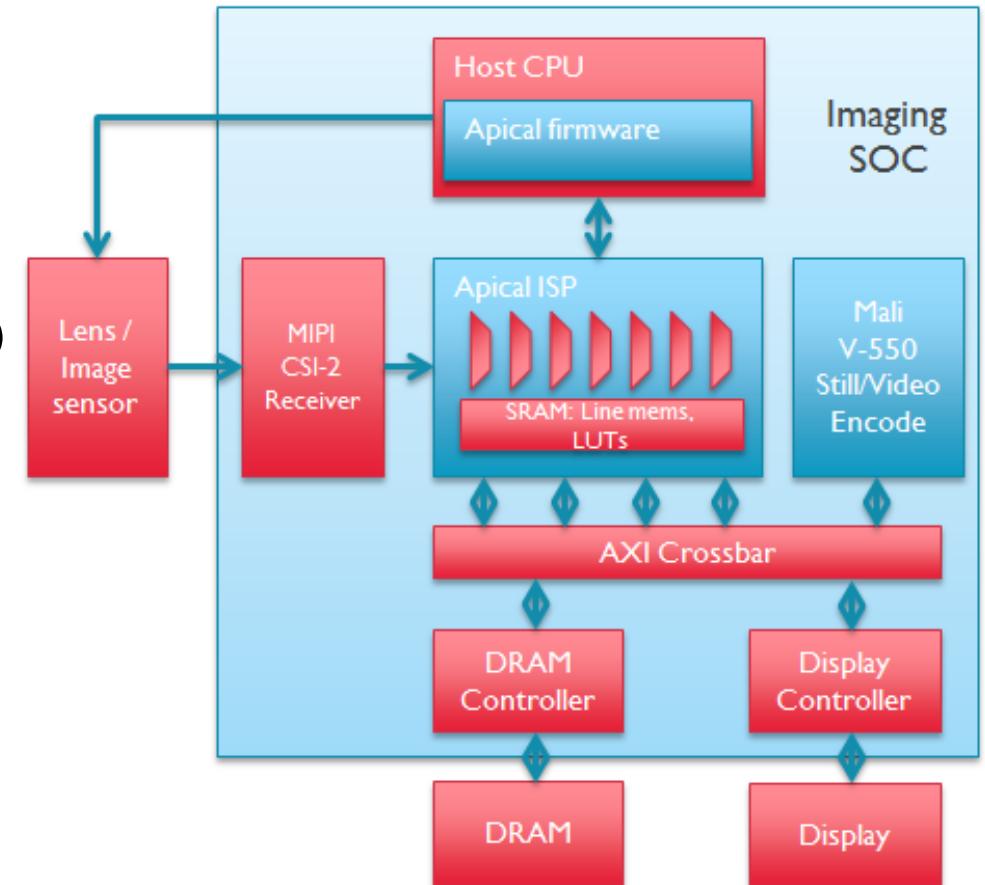 Host CPU
Apical firmware
Imaging
SOC
)
Lens /
Image
sensor
MIPI
CSI-2
Receiver
Apical ISP
SRAM: Line mems,
LUTs
Mali
V-550
Still/Video
Encode
AXI Crossbar
DRAM
Controller
Display
Controller
DRAM
Display